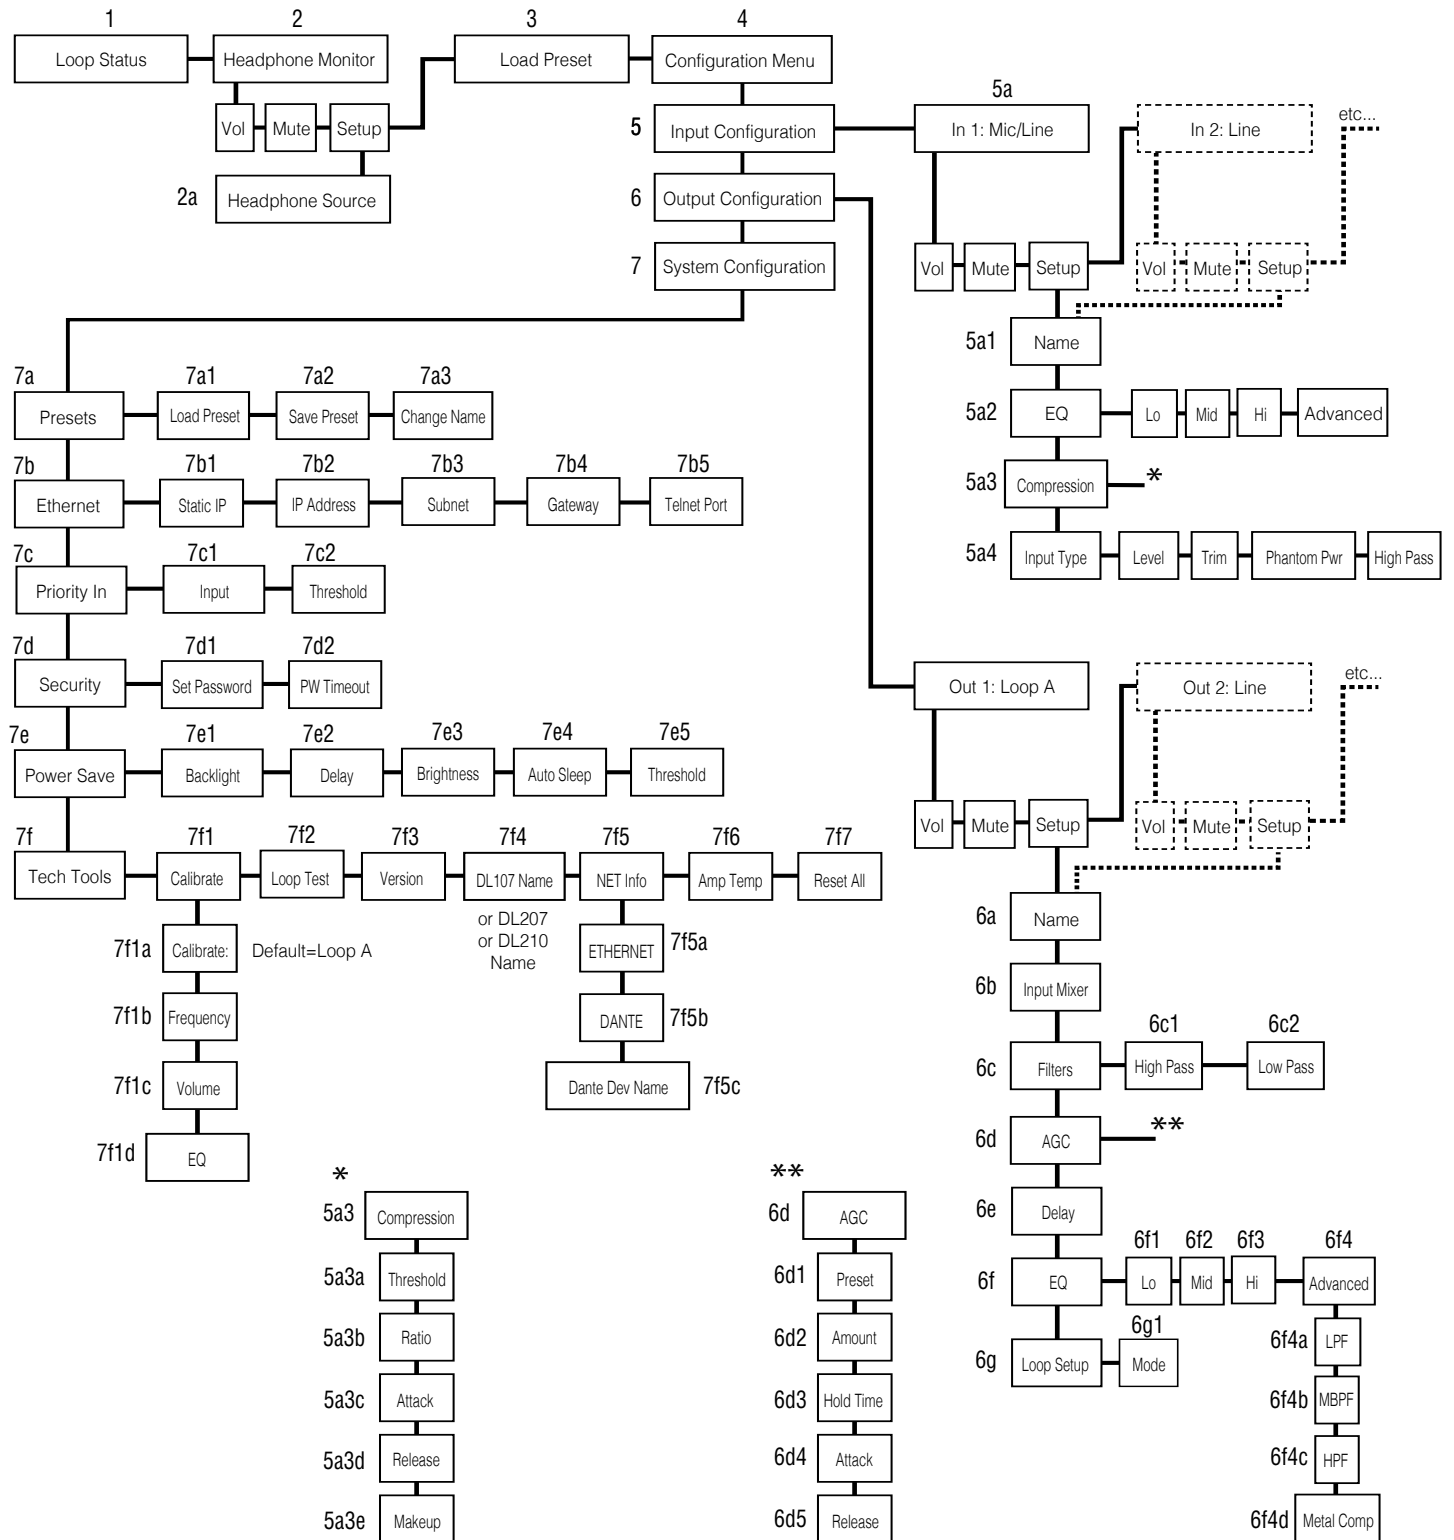 1
2
3
4
Loop Status
Headphone Monitor
Load Preset
Configuration Menu
Vol
Mute
Setup
2a
Headphone Source
5
Input Configuration
6
Output Configuration
7
System Configuration
5a
In 1: Mic/Line
In 2: Line
etc...
Vol
Mute
Setup
Vol
Mute
Setup
5a1
Name
5a2
EQ
Lo
Mid
Hi
Advanced
5a3
Compression
*
5a4
Input Type
Level
Trim
Phantom Pwr
High Pass
7a
7a1
7a2
7a3
Presets
Load Preset
Save Preset
Change Name
7b
7b1
7b2
7b3
7b4
7b5
Ethernet
Static IP
IP Address
Subnet
Gateway
Telnet Port
7c
7c1
7c2
Priority In
Input
Threshold
7d
7d1
7d2
Security
Set Password
PW Timeout
7e
7e1
7e2
7e3
7e4
7e5
Power Save
Backlight
Delay
Brightness
Auto Sleep
Threshold
7f
7f1
7f2
7f3
7f4
7f5
7f6
7f7
Tech Tools
Calibrate
Loop Test
Version
DL107 Name
NET Info
Amp Temp
Reset All
or DL207
or DL210
Name
7f1a
Calibrate:
Default=Loop A
7f1b
Frequency
7f1c
Volume
7f1d
EQ
ETHERNET
7f5a
DANTE
7f5b
Dante Dev Name
7f5c
Out 1: Loop A
Out 2: Line
etc...
Vol
Mute
Setup
Vol
Mute
Setup
6a
Name
6b
Input Mixer
6c1
6c2
6c
Filters
High Pass
Low Pass
6d
AGC
**
6e
Delay
6f1
6f2
6f3
6f4
6f
EQ
Lo
Mid
Hi
Advanced
6g1
6g
Loop Setup
Mode
6f4a
LPF
6f4b
MBPF
6f4c
HPF
6f4d
Metal Comp
*
5a3
Compression
5a3a
Threshold
5a3b
Ratio
5a3c
Attack
5a3d
Release
5a3e
Makeup
**
6d
AGC
6d1
Preset
6d2
Amount
6d3
Hold Time
6d4
Attack
6d5
Release